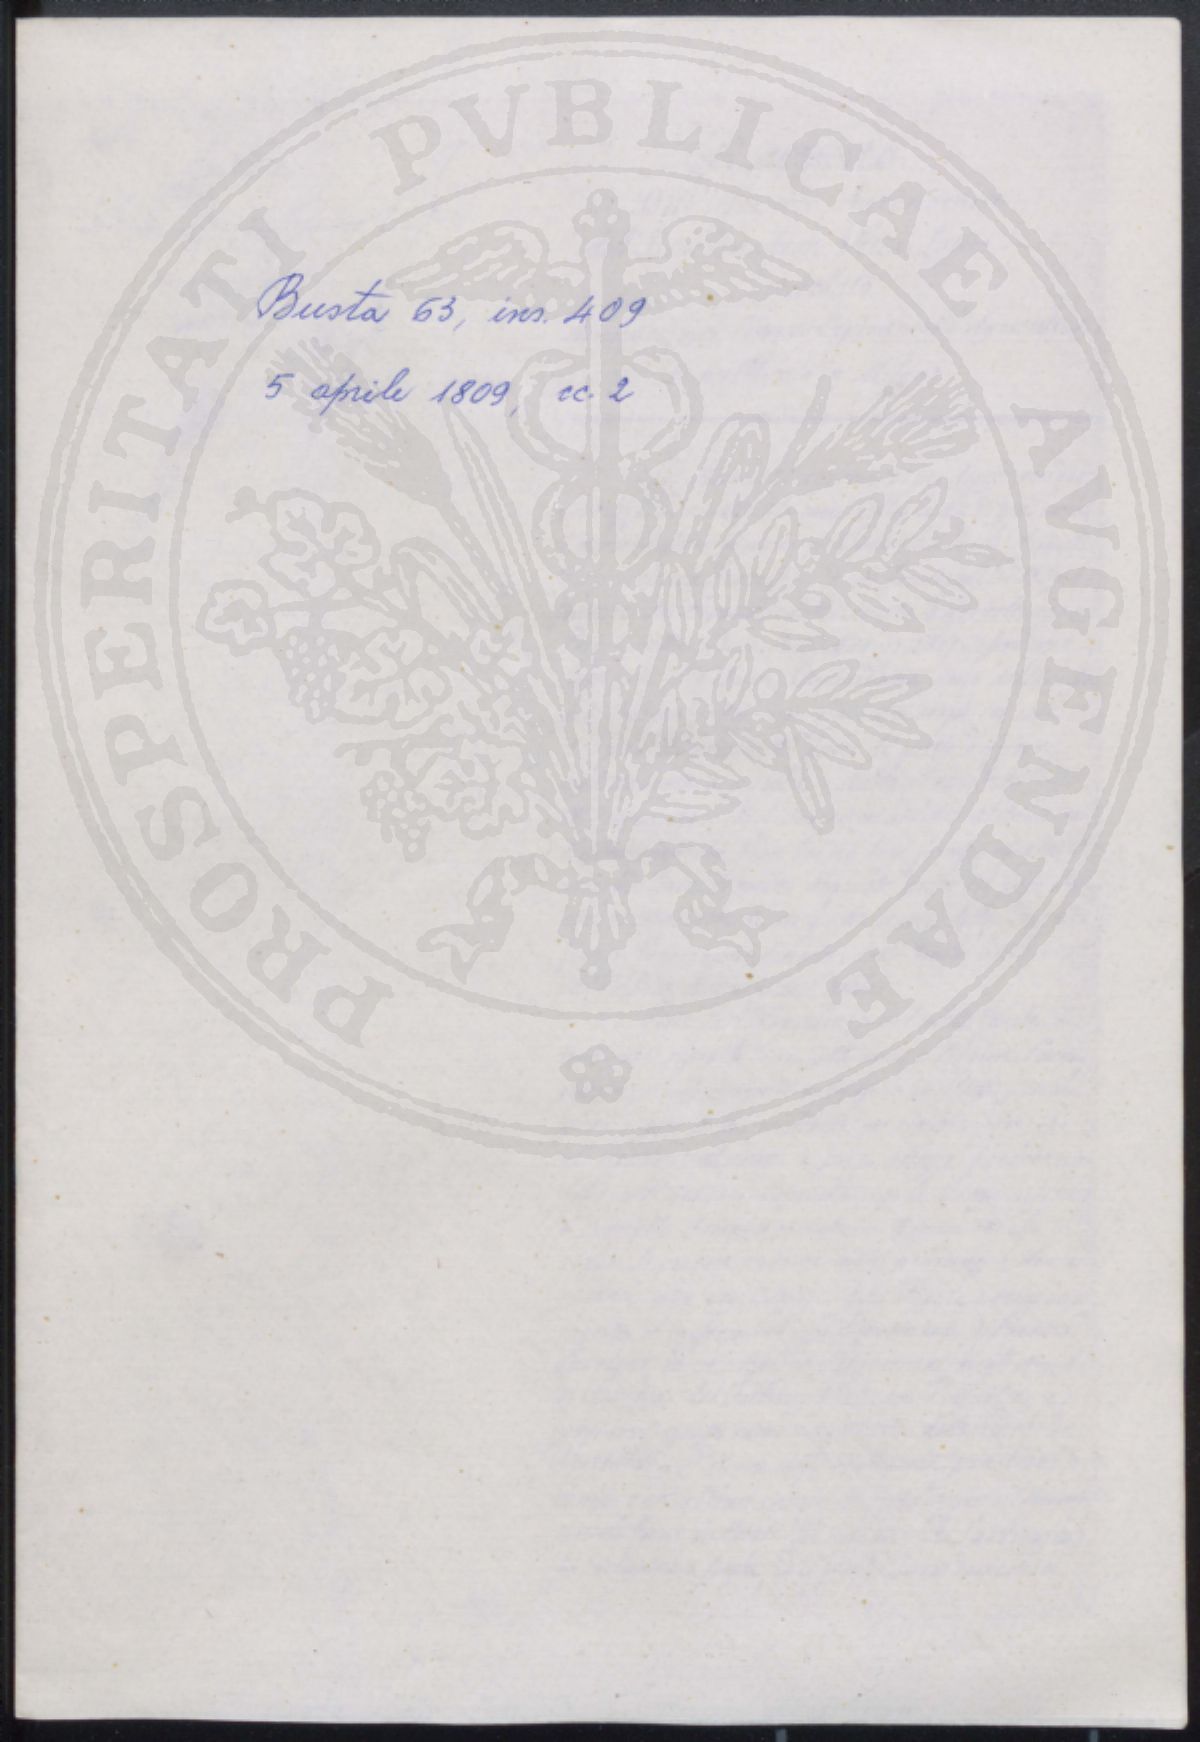 PROSPERITATI PVBLICAE AVGENDAE
Busta 63, ins. 409
5 aprile 1809, cc. 2